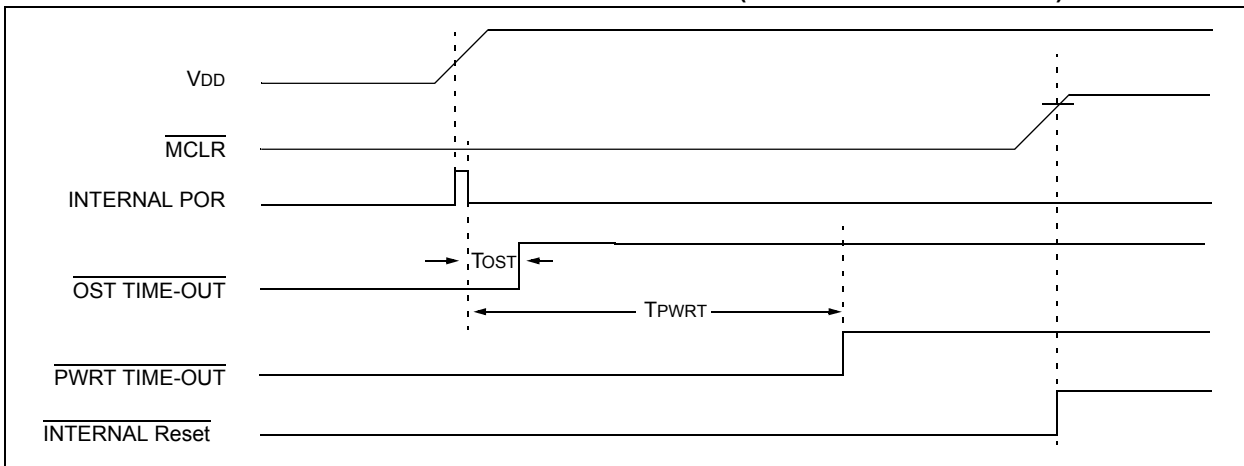 VDD
MCLR
INTERNAL POR
TOST
OST TIME-OUT
TPWRT
PWRT TIME-OUT
INTERNAL Reset